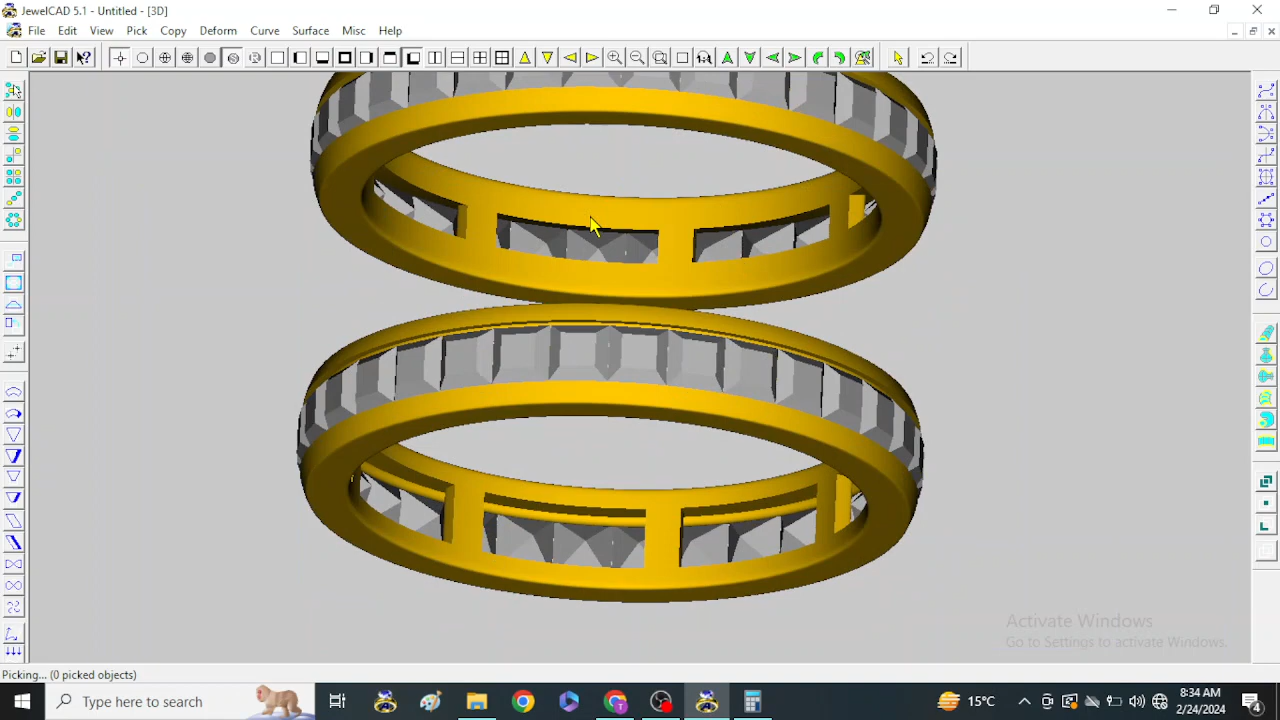 JewelCAD 5.1 - Untitled - [3D]
File Edit View Pick Copy Deform Curve Surface Misc Help
Activate Windows
Go to Settings to activate Windows.
Picking... (0 picked objects)
Type here to search
15°C
8:34 AM
2/24/2024
4